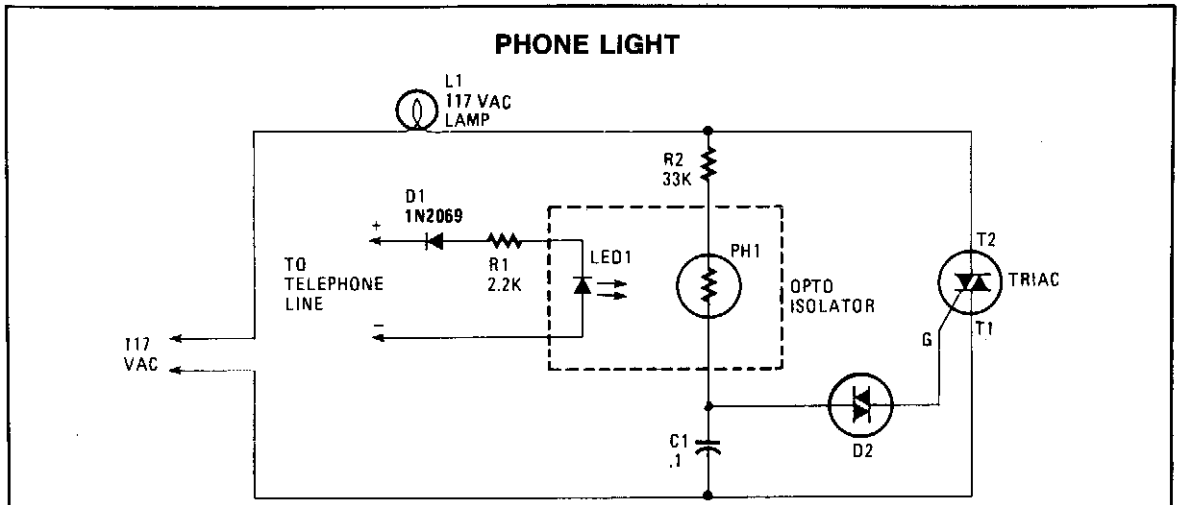 PHONE LIGHT
L1
117 VAC
LAMP
R2
33K
D1
1N2069
+
R1
2.2K
LED1
PH1
TO
TELEPHONE
LINE
−
OPTO
ISOLATOR
T2
TRIAC
T1
G
117
VAC
D2
C1
.1